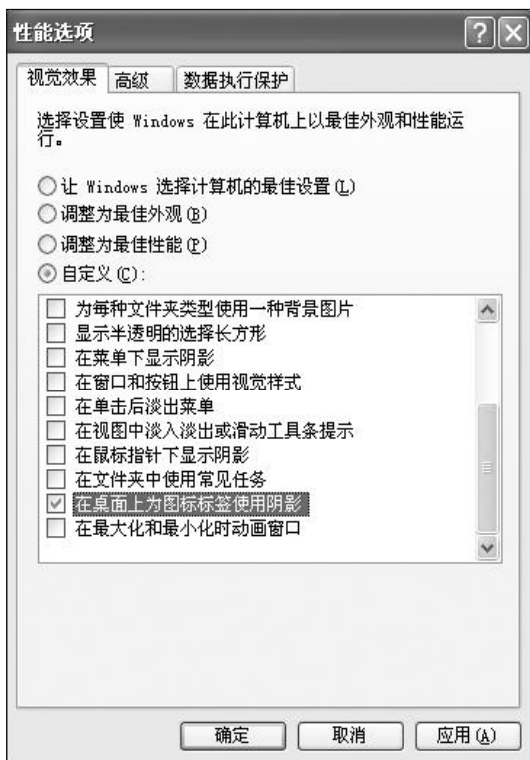 性能选项
视觉效果 高级 数据执行保护
选择设置使 Windows 在此计算机上以最佳外观和性能运
行。
让 Windows 选择计算机的最佳设置(L)
调整为最佳外观(B)
调整为最佳性能(P)
自定义(C):
为每种文件夹类型使用一种背景图片
显示半透明的选择长方形
在菜单下显示阴影
在窗口和按钮上使用视觉样式
在单击后淡出菜单
在视图中淡入淡出或滑动工具条提示
在鼠标指针下显示阴影
在文件夹中使用常见任务
在桌面上为图标标签使用阴影
在最大化和最小化时动画窗口
确定 取消 应用(A)